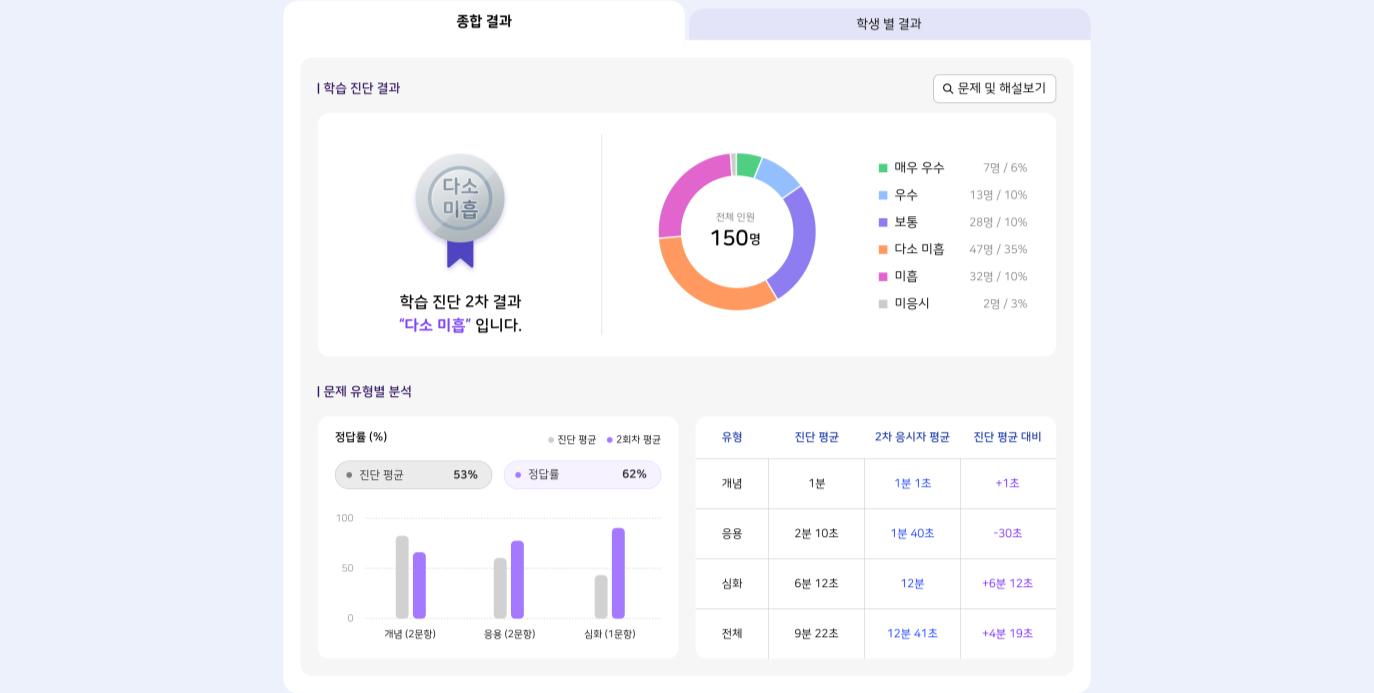 종합 결과
학생 별 결과
| 학습 진단 결과
문제 및 해설보기
다소
미흡
학습 진단 2차 결과
“다소 미흡” 입니다.
전체 인원
150명
매우 우수 7명 / 6%
우수 13명 / 10%
보통 28명 / 10%
다소 미흡 47명 / 35%
미흡 32명 / 10%
미응시 2명 / 3%
| 문제 유형별 분석
정답률 (%)
진단 평균 2회차 평균
진단 평균 53%
정답률 62%
100
50
0
개념 (2문항) 응용 (2문항) 심화 (1문항)
유형 진단 평균 2차 응시자 평균 진단 평균 대비
개념 1분 1분 1초 +1초
응용 2분 10초 1분 40초 -30초
심화 6분 12초 12분 +6분 12초
전체 9분 22초 12분 41초 +4분 19초